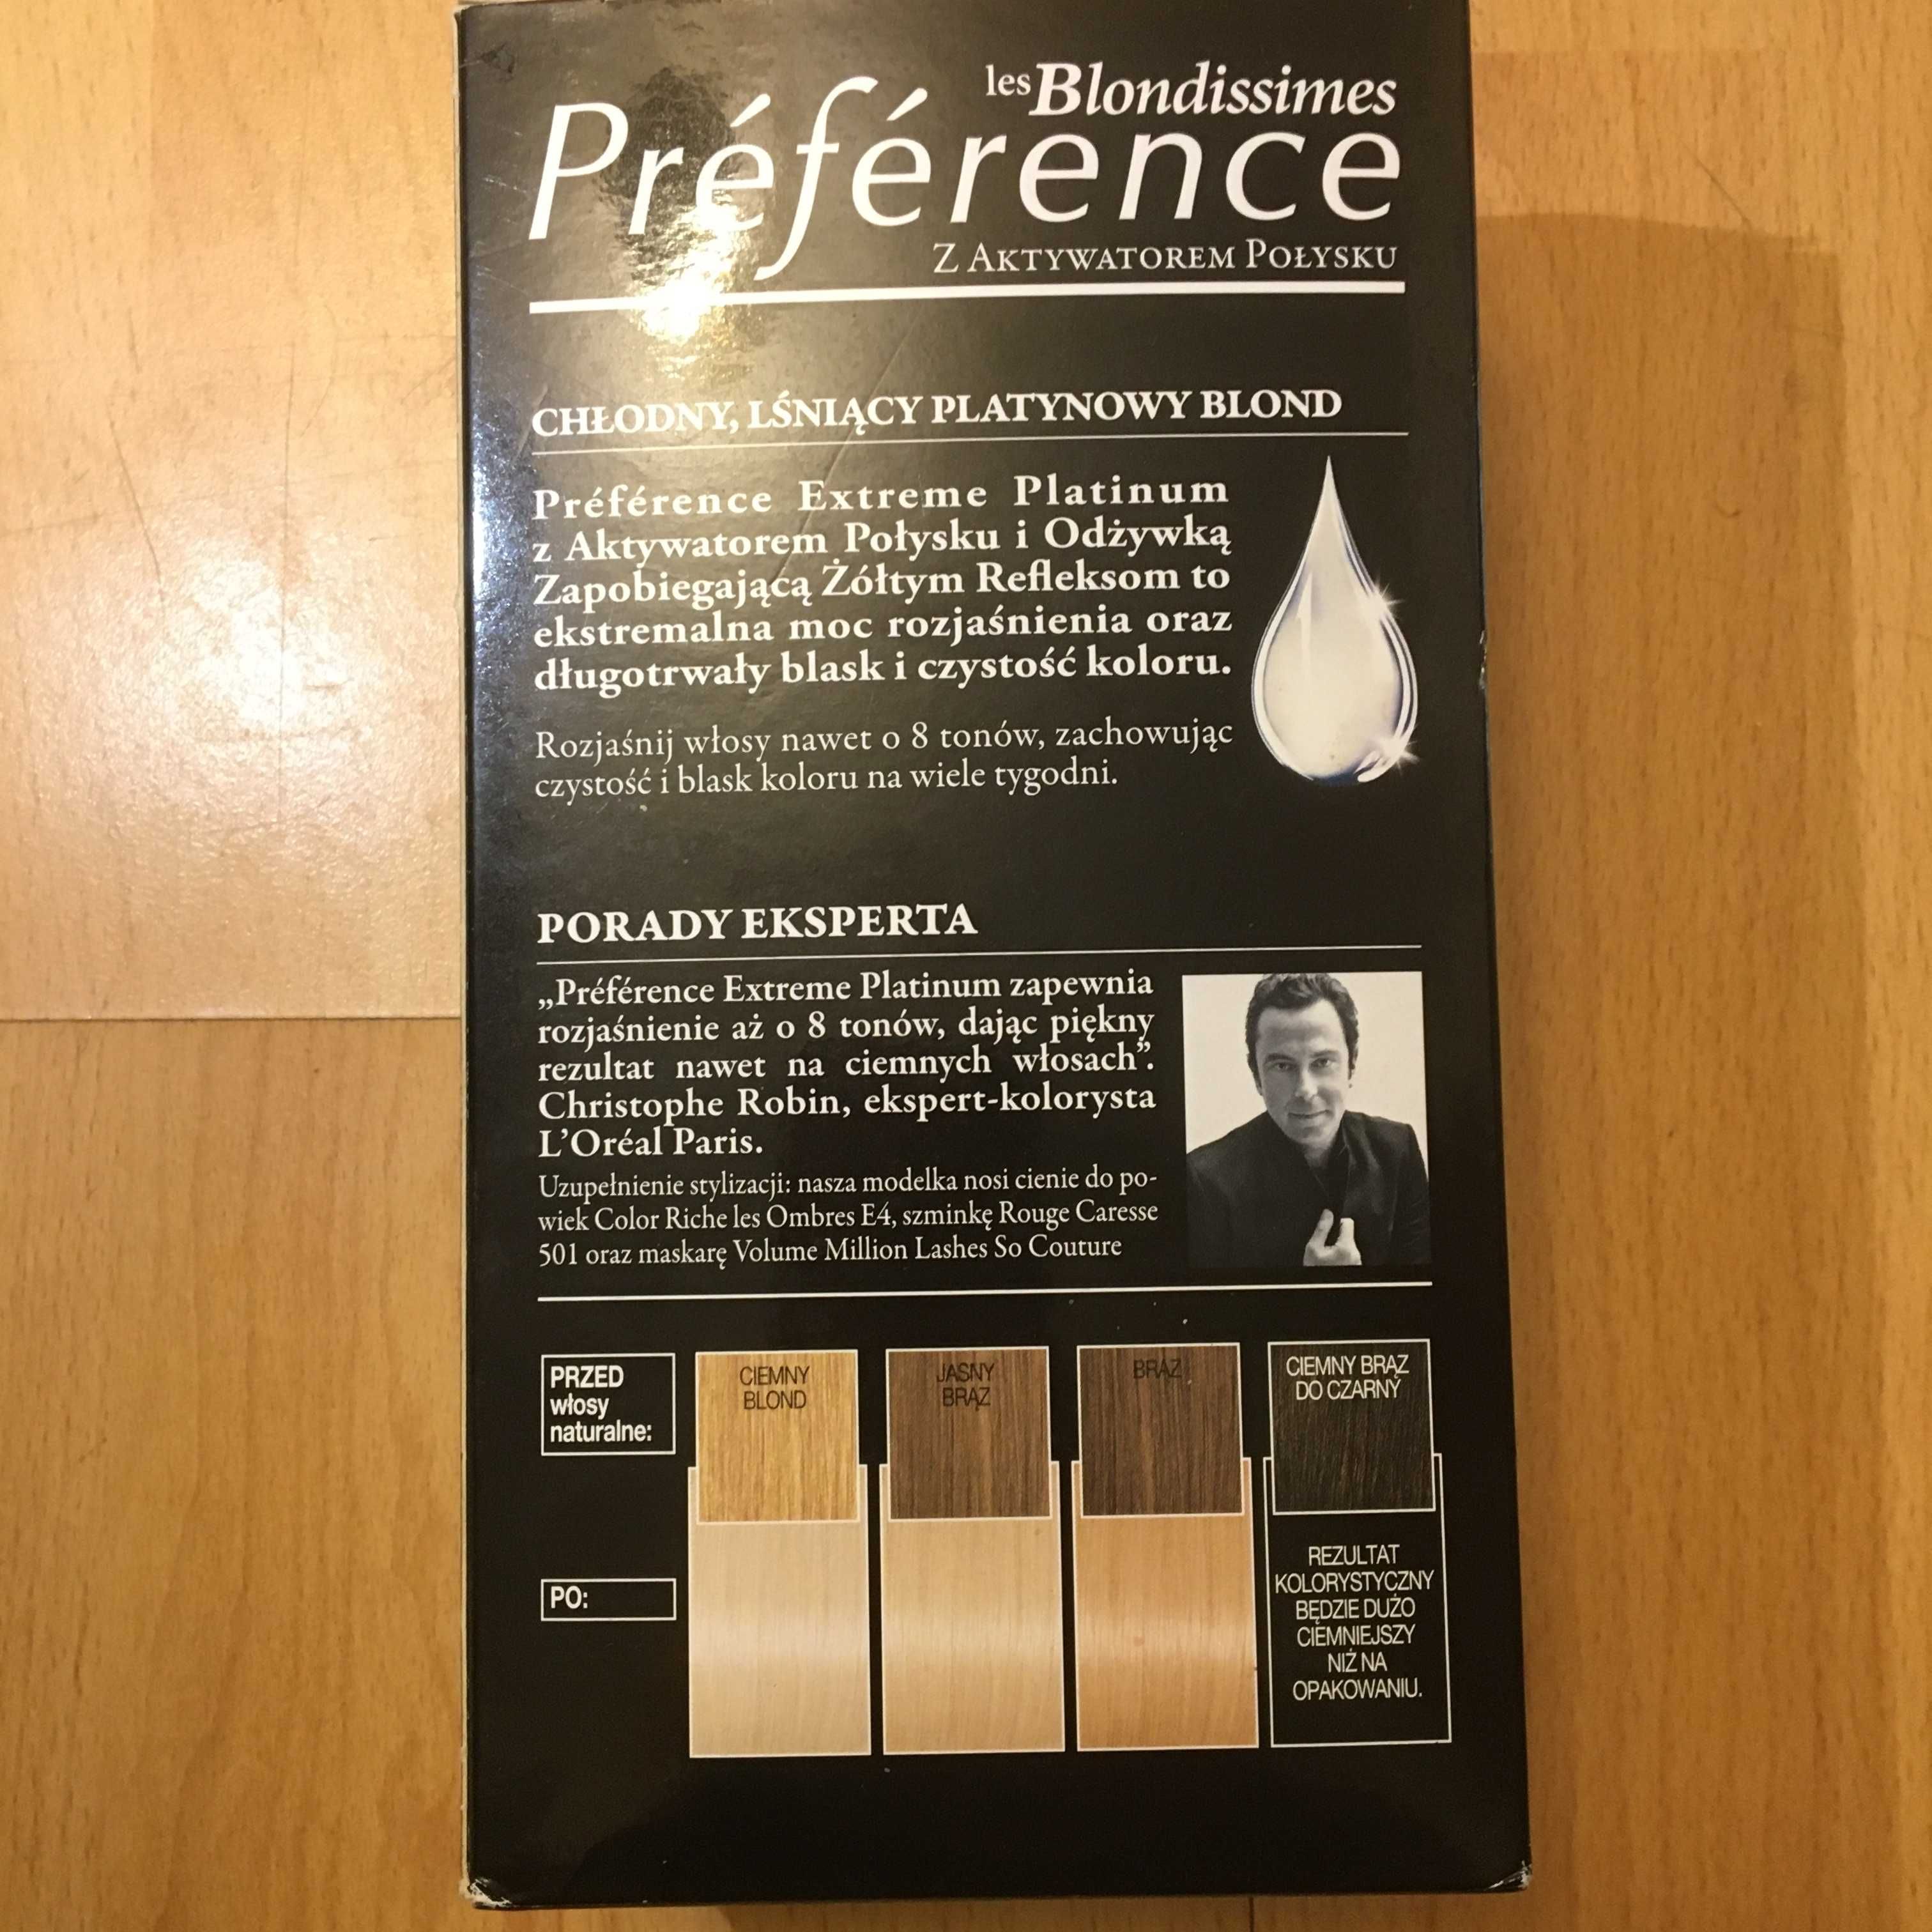 les Blondissimes
Préférence
Z AKTYWATOREM POŁYSKU
CHŁODNY, LŚNIĄCY PLATYNOWY BLOND
Préférence Extreme Platinum
z Aktywatorem Połysku i Odżywką
Zapobiegającą Żółtym Refleksom to
ekstremalna moc rozjaśnienia oraz
długotrwały blask i czystość koloru.
Rozjaśnij włosy nawet o 8 tonów, zachowując
czystość i blask koloru na wiele tygodni.
PORADY EKSPERTA
„Préférence Extreme Platinum zapewnia
rozjaśnienie aż o 8 tonów, dając piękny
rezultat nawet na ciemnych włosach”.
Christophe Robin, ekspert-kolorysta
L’Oréal Paris.
Uzupełnienie stylizacji: nasza modelka nosi cienie do po-
wiek Color Riche les Ombres E4, szminkę Rouge Caresse
501 oraz maskarę Volume Million Lashes So Couture
PRZED
włosy
naturalne:
CIEMNY
BLOND
JASNY
BRĄZ
BRĄZ
CIEMNY BRĄZ
DO CZARNY
PO:
REZULTAT
KOLORYSTYCZNY
BĘDZIE DUŻO
CIEMNIEJSZY
NIŻ NA
OPAKOWANIU.